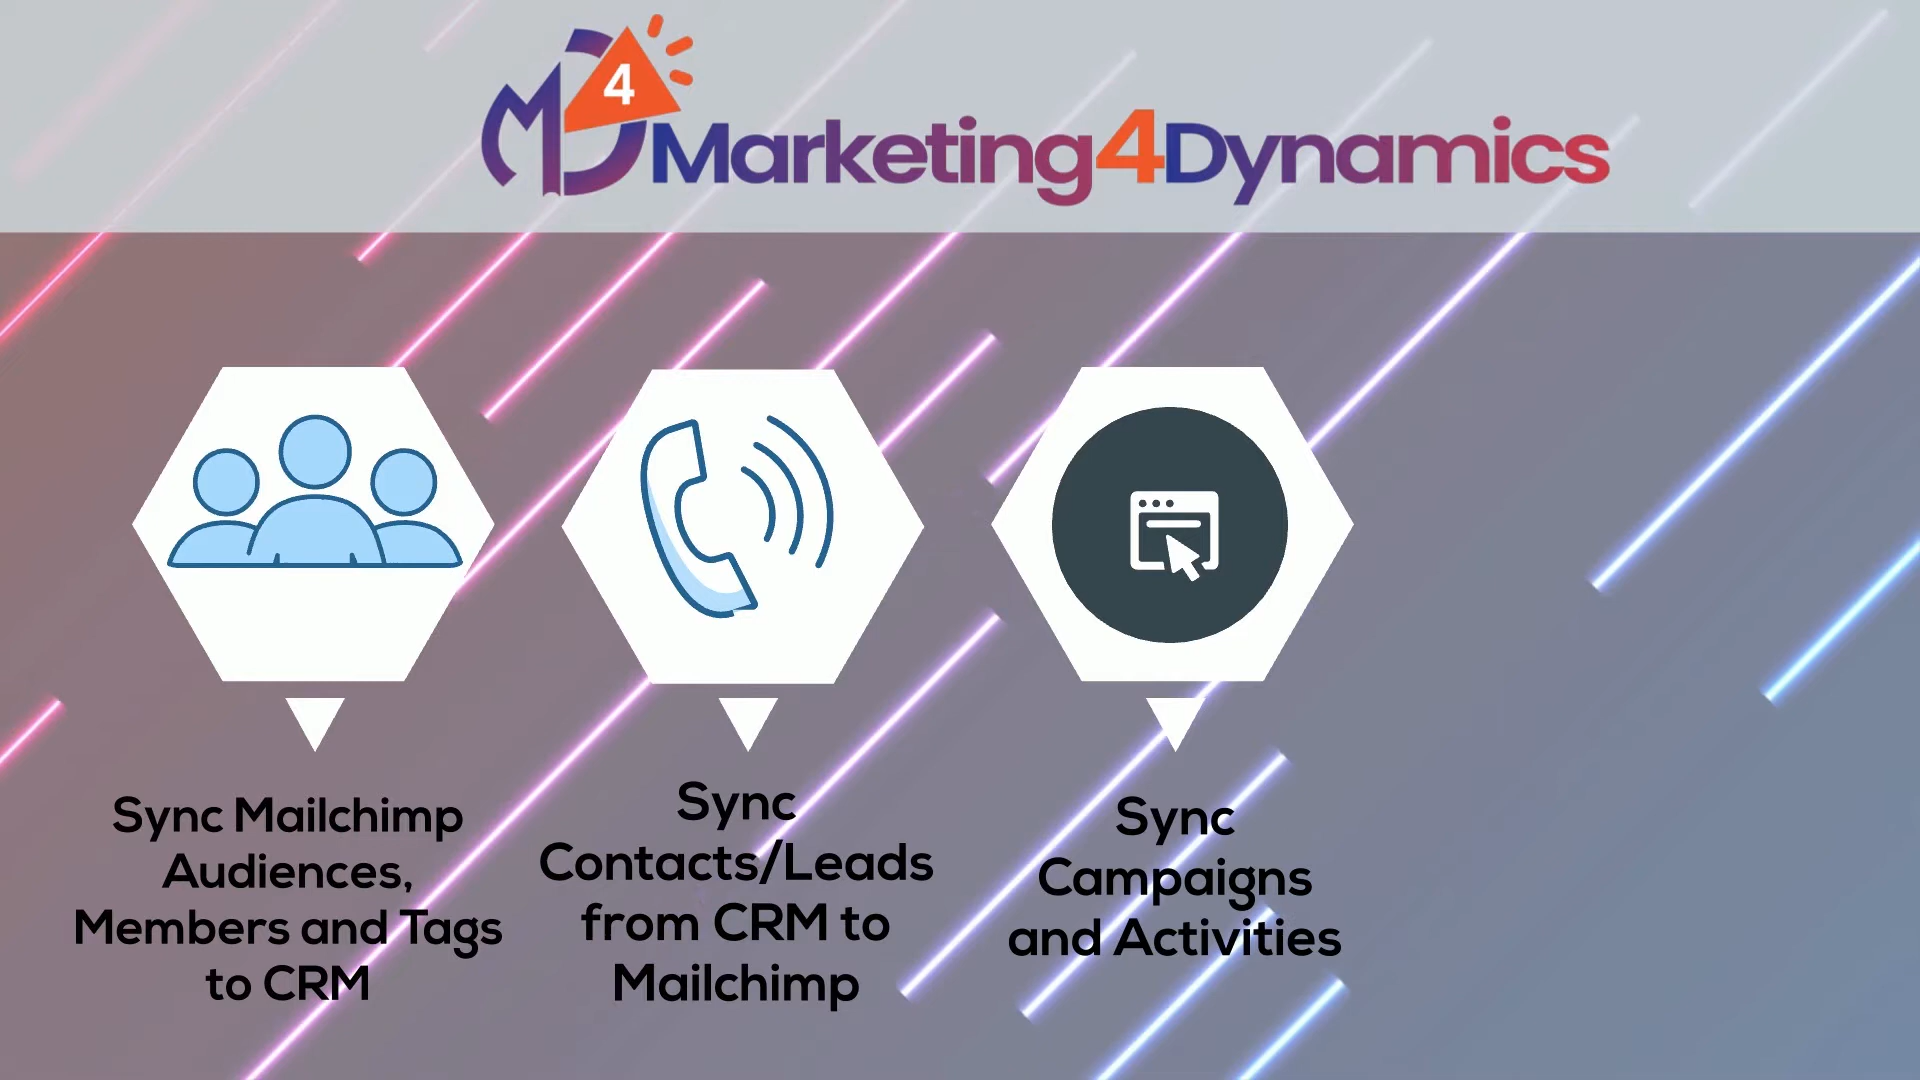 4
Marketing4Dynamics
Sync Mailchimp
Audiences,
Members and Tags
to CRM
Sync
Contacts/Leads
from CRM to
Mailchimp
Sync
Campaigns
and Activities